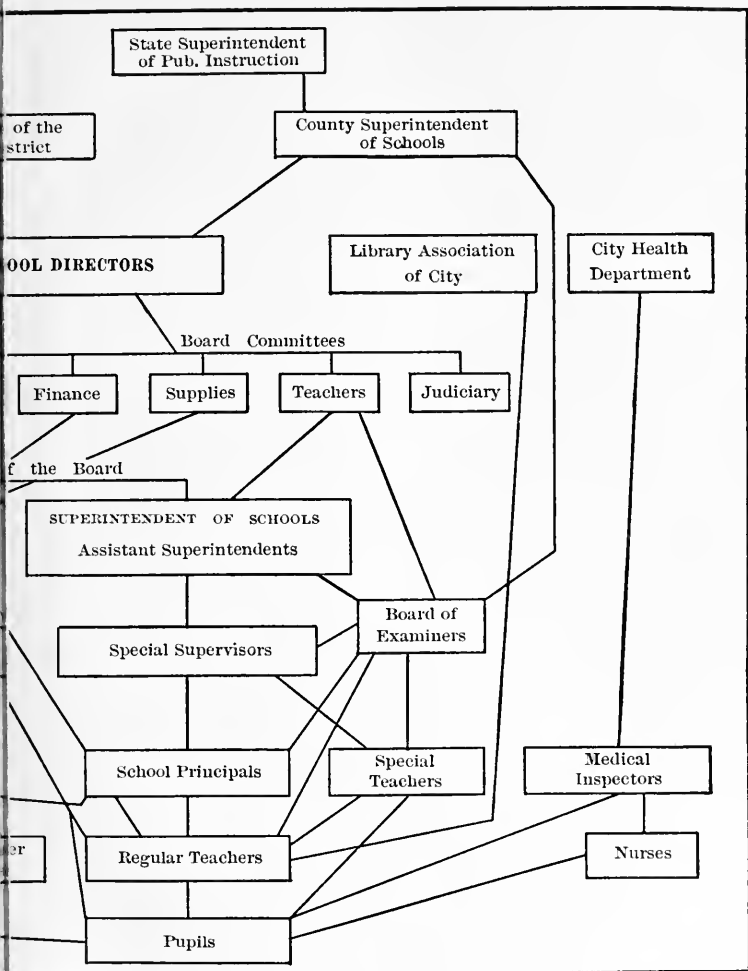 State Superintendent
of Pub. Instruction
of the
strict
County Superintendent
of Schools
OOL DIRECTORS
Library Association
of City
City Health
Department
Board Committees
Finance
Supplies
Teachers
Judiciary
f the Board
SUPERINTENDENT OF SCHOOLS
Assistant Superintendents
Board of
Examiners
Special Supervisors
School Principals
Special
Teachers
Medical
Inspectors
er
Regular Teachers
Nurses
Pupils